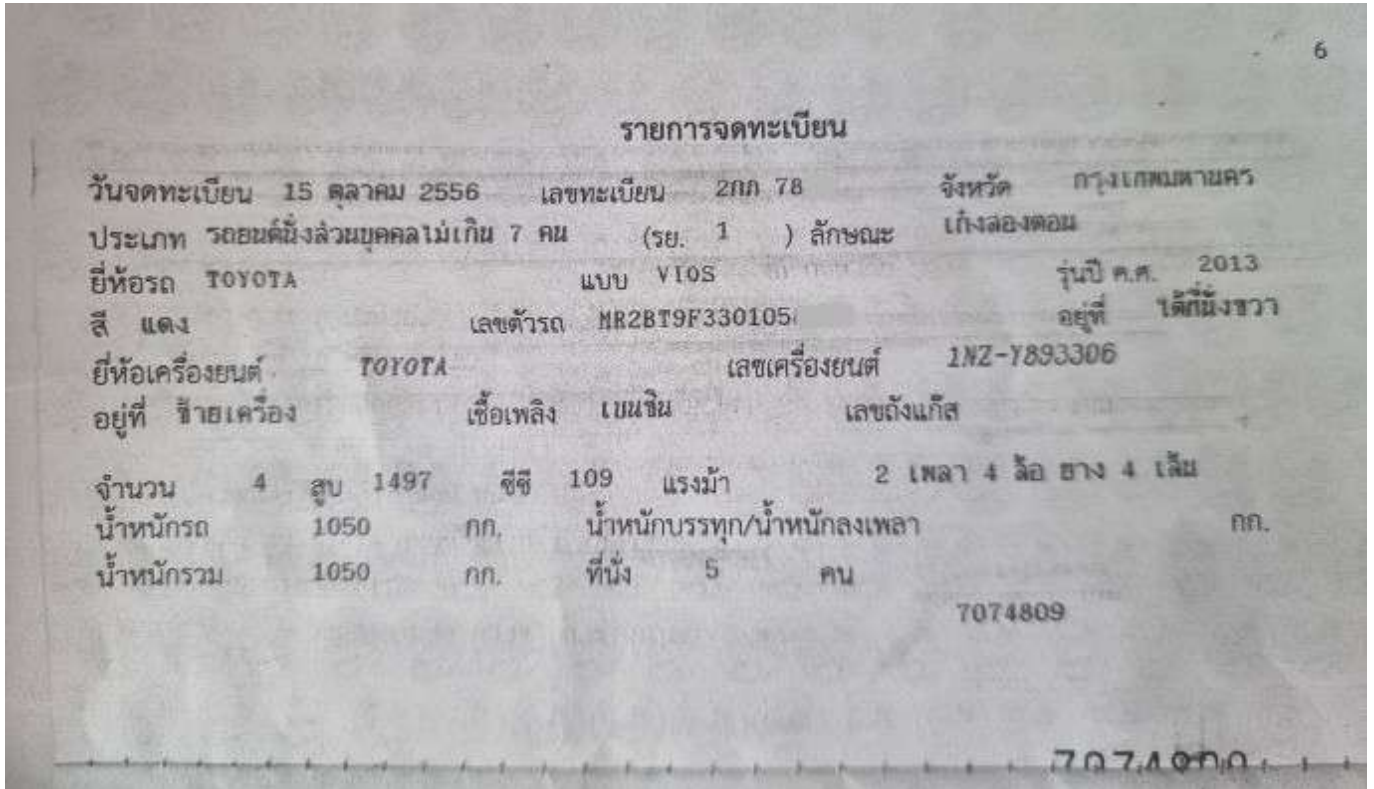 6
รายการจดทะเบียน
วันจดทะเบียน 15 ตุลาคม 2556 เลขทะเบียน 2กก 78 จังหวัด กรุงเทพมหานคร
ประเภท รถยนต์นั่งส่วนบุคคลไม่เกิน 7 คน (รย. 1 ) ลักษณะ เก๋งสองตอน
ยี่ห้อรถ TOYOTA แบบ VIOS รุ่นปี ค.ศ. 2013
สี แดง เลขตัวรถ MR2BT9F330105 อยู่ที่ ใต้ที่นั่งขวา
ยี่ห้อเครื่องยนต์ TOYOTA เลขเครื่องยนต์ 1NZ-Y893306
อยู่ที่ ซ้ายเครื่อง เชื้อเพลิง เบนซิน เลขถังแก๊ส
จำนวน 4 สูบ 1497 ซีซี 109 แรงม้า 2 เพลา 4 ล้อ ยาง 4 เส้น
น้ำหนักรถ 1050 กก. น้ำหนักบรรทุก/น้ำหนักลงเพลา กก.
น้ำหนักรวม 1050 กก. ที่นั่ง 5 คน
7074809